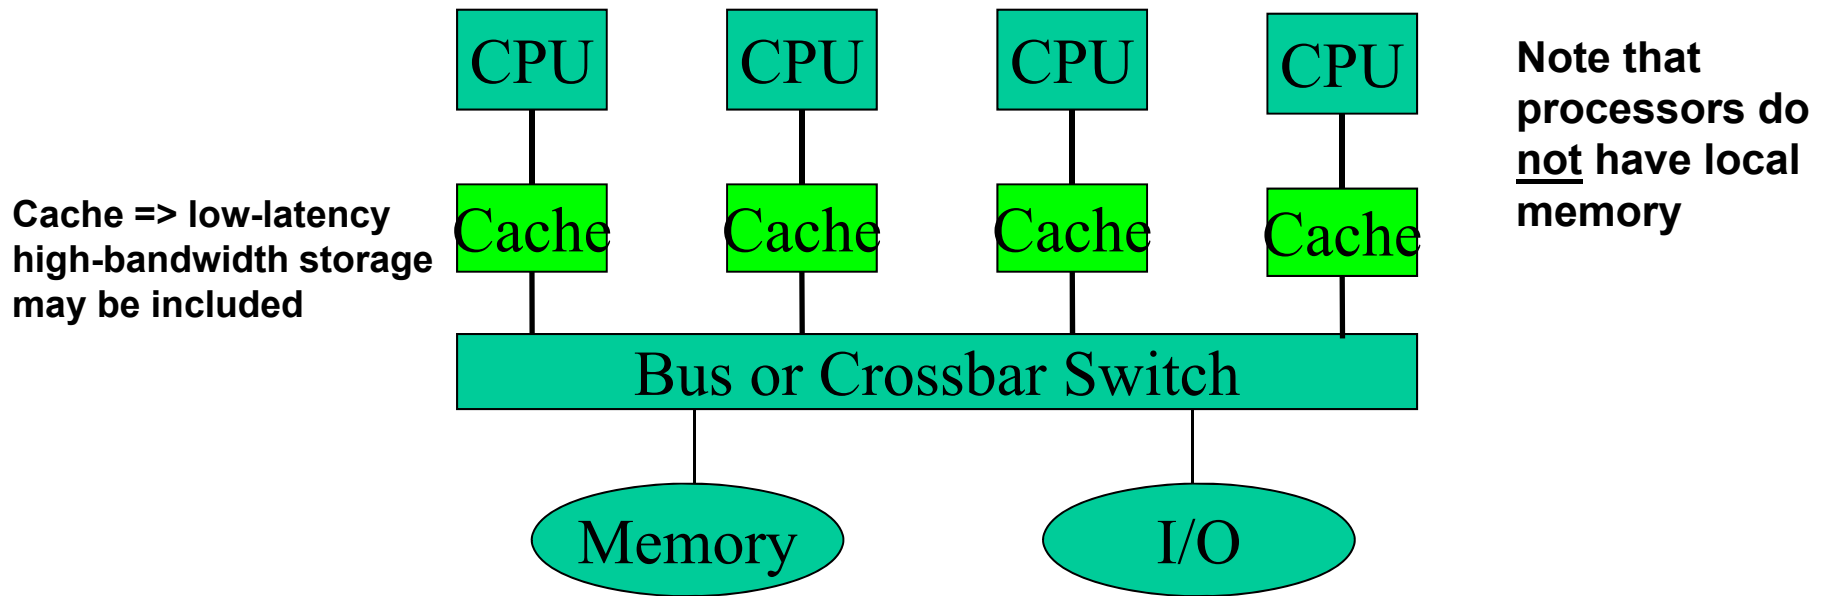 CPU
CPU
CPU
CPU
Note that
processors do
not have local
memory
Cache => low-latency
high-bandwidth storage
may be included
Cache
Cache
Cache
Cache
Bus or Crossbar Switch
Memory
I/O